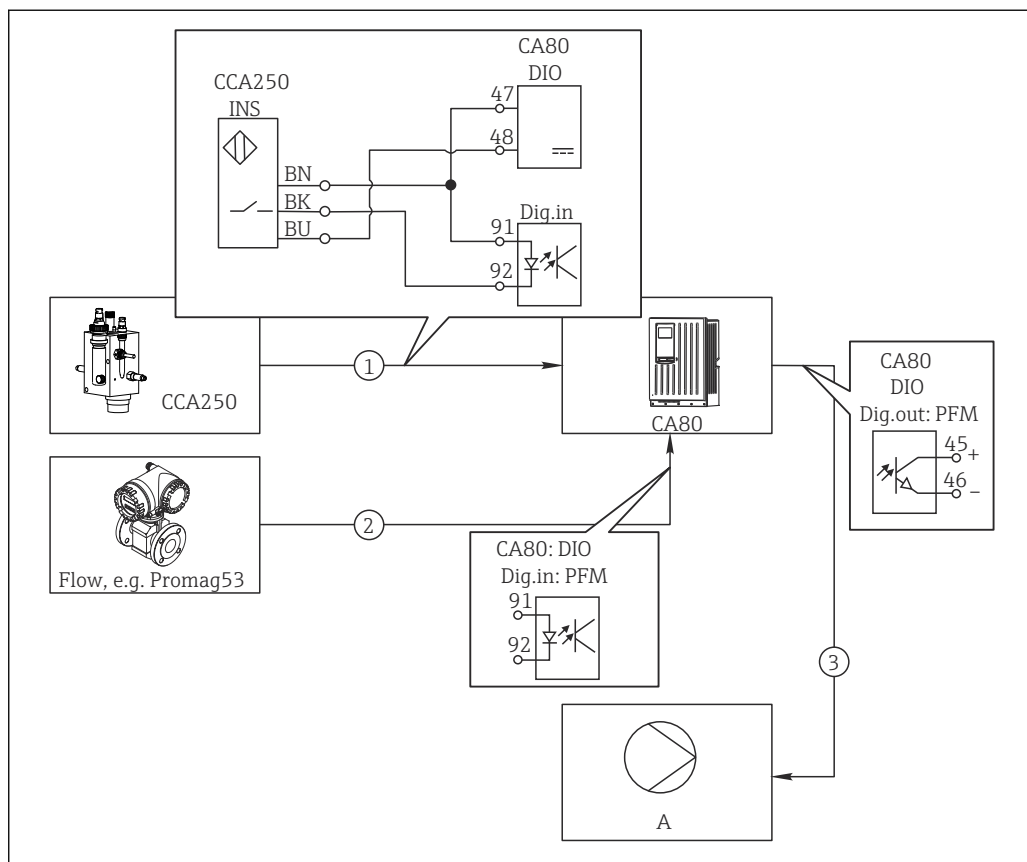 CCA250
INS
BN
BK
BU
CA80
DIO
47
48
Dig.in
91
92
CCA250
1
CA80
CA80
DIO
Dig.out: PFM
45 +
46 −
Flow, e.g. Promag53
2
CA80: DIO
Dig.in: PFM
91
92
3
A